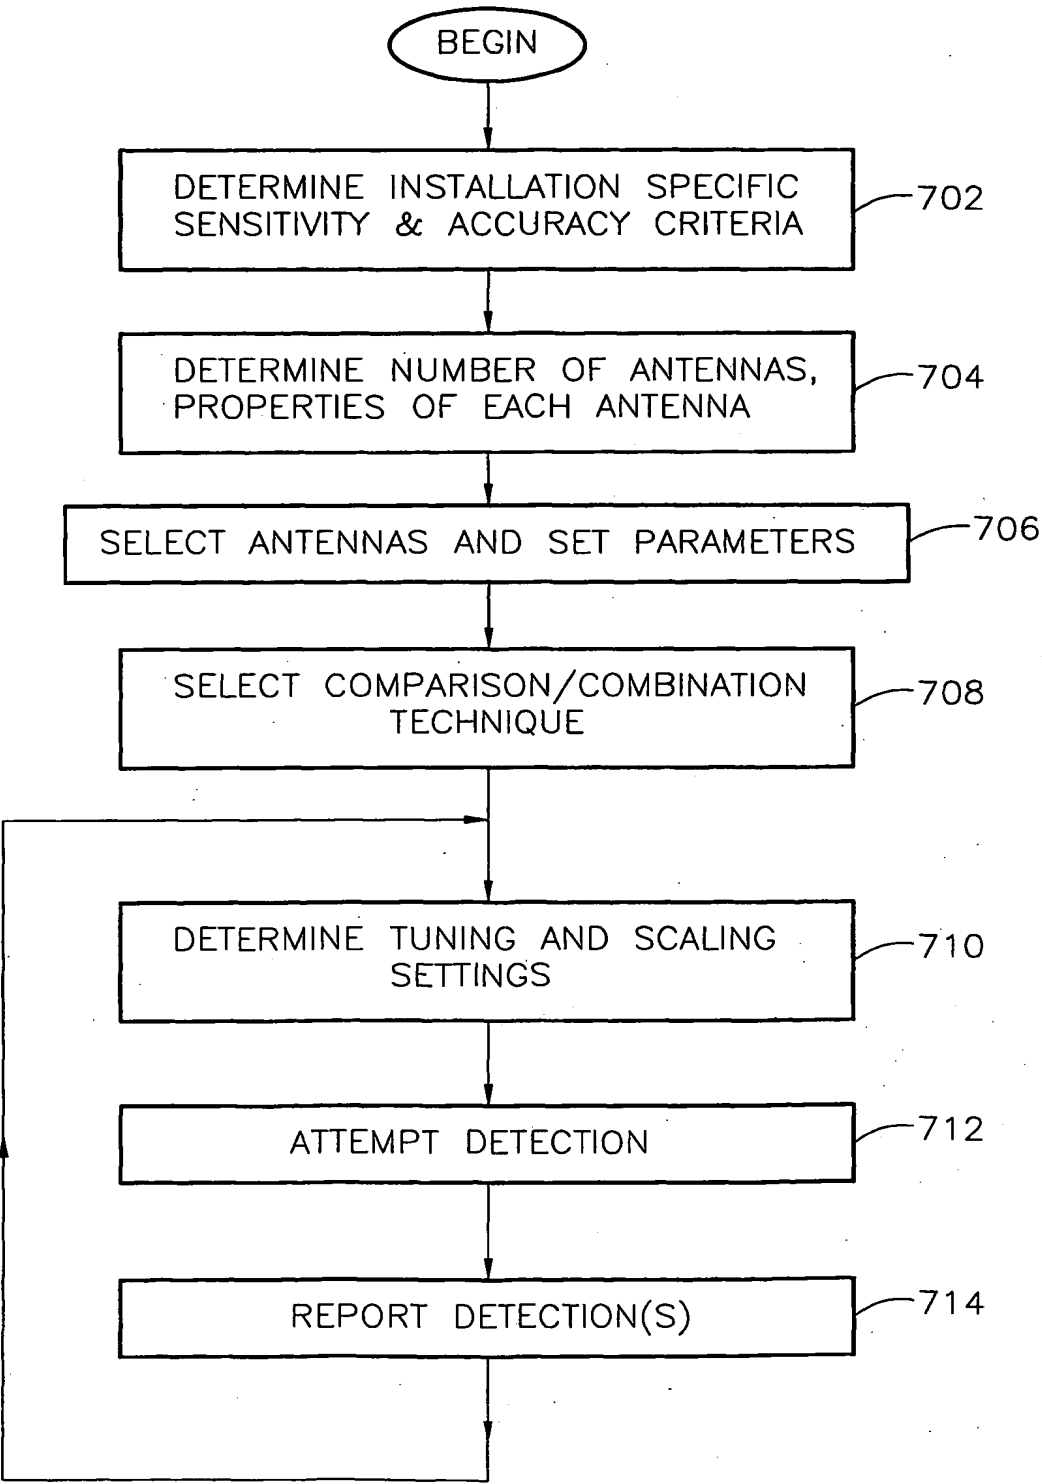 BEGIN
DETERMINE INSTALLATION SPECIFIC
SENSITIVITY & ACCURACY CRITERIA
702
DETERMINE NUMBER OF ANTENNAS,
PROPERTIES OF EACH ANTENNA
704
SELECT ANTENNAS AND SET PARAMETERS
706
SELECT COMPARISON/COMBINATION
TECHNIQUE
708
DETERMINE TUNING AND SCALING
SETTINGS
710
ATTEMPT DETECTION
712
REPORT DETECTION(S)
714